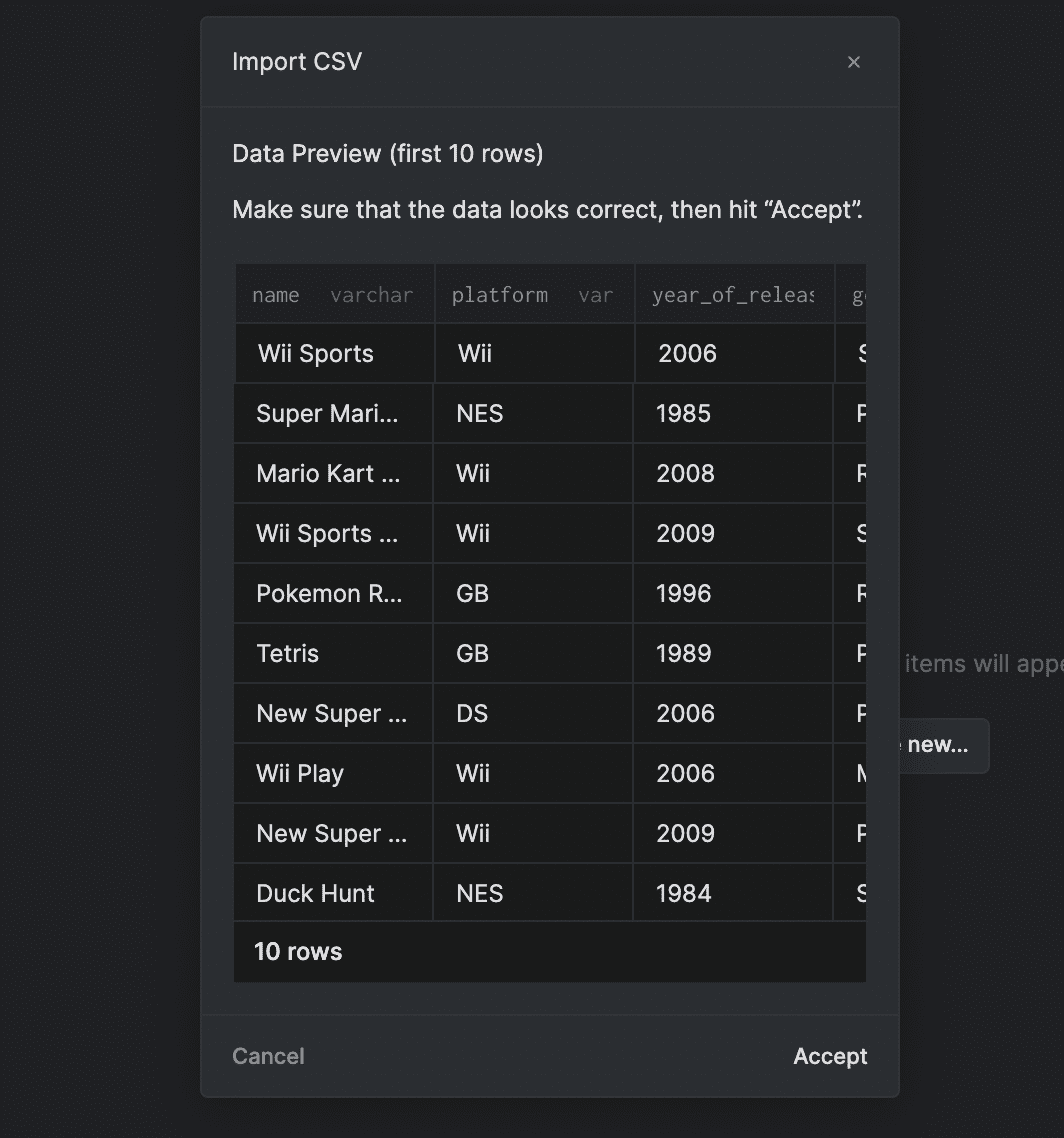 Import CSV ×
Data Preview (first 10 rows)
Make sure that the data looks correct, then hit “Accept”.
name varchar platform var year_of_releas
Wii Sports Wii 2006
Super Mari... NES 1985
Mario Kart ... Wii 2008
Wii Sports ... Wii 2009
Pokemon R... GB 1996
Tetris GB 1989
New Super ... DS 2006
Wii Play Wii 2006
New Super ... Wii 2009
Duck Hunt NES 1984
10 rows
items will appe
new...
Cancel Accept